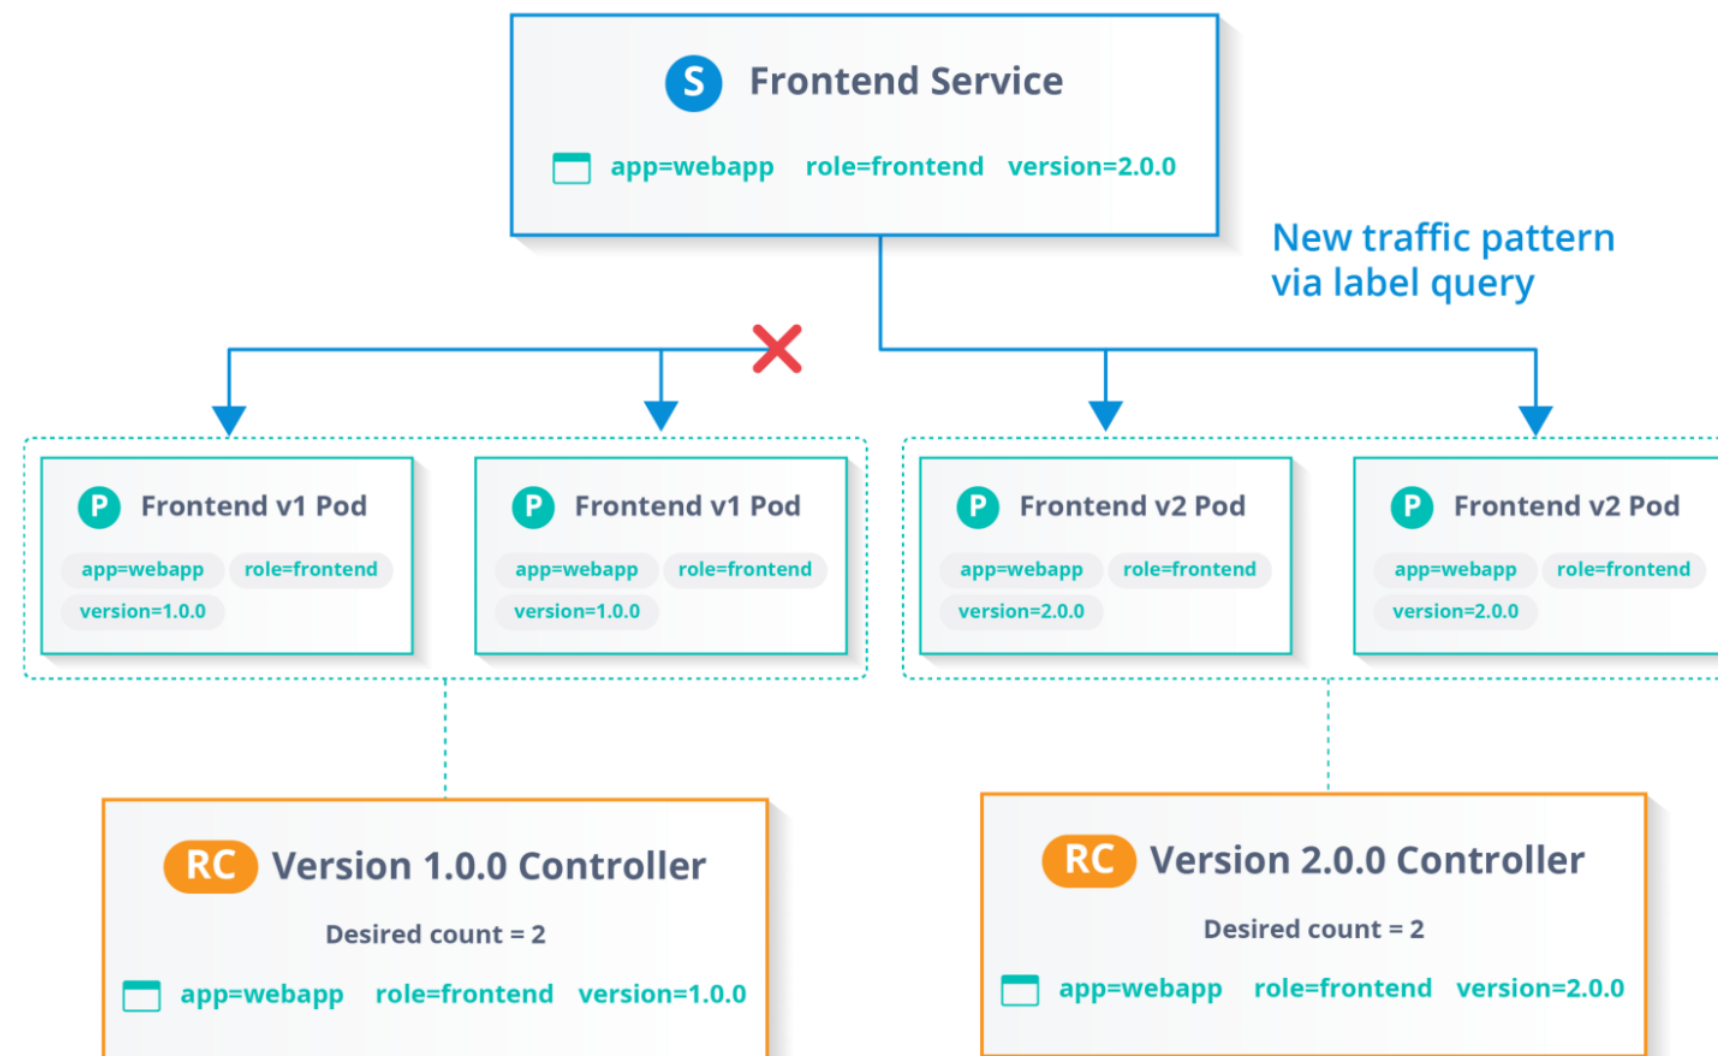 S Frontend Service
app=webapp role=frontend version=2.0.0
New traffic pattern
via label query
P Frontend v1 Pod
app=webapp role=frontend
version=1.0.0
P Frontend v1 Pod
app=webapp role=frontend
version=1.0.0
P Frontend v2 Pod
app=webapp role=frontend
version=2.0.0
P Frontend v2 Pod
app=webapp role=frontend
version=2.0.0
RC Version 1.0.0 Controller
Desired count = 2
app=webapp role=frontend version=1.0.0
RC Version 2.0.0 Controller
Desired count = 2
app=webapp role=frontend version=2.0.0